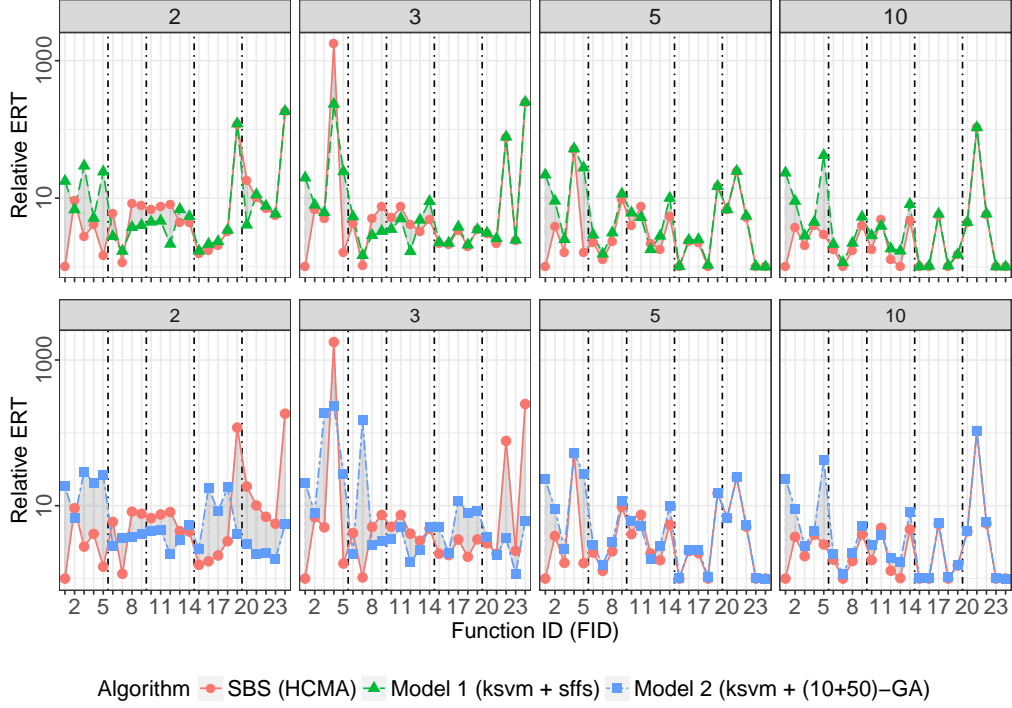 2 3 5 10
Relative ERT
1000
10
2 3 5 10
Relative ERT
1000
10
2 5 8 11 14 17 20 23 2 5 8 11 14 17 20 23 2 5 8 11 14 17 20 23 2 5 8 11 14 17 20 23
Function ID (FID)
Algorithm SBS (HCMA) Model 1 (ksvm + sffs) Model 2 (ksvm + (10+50)−GA)